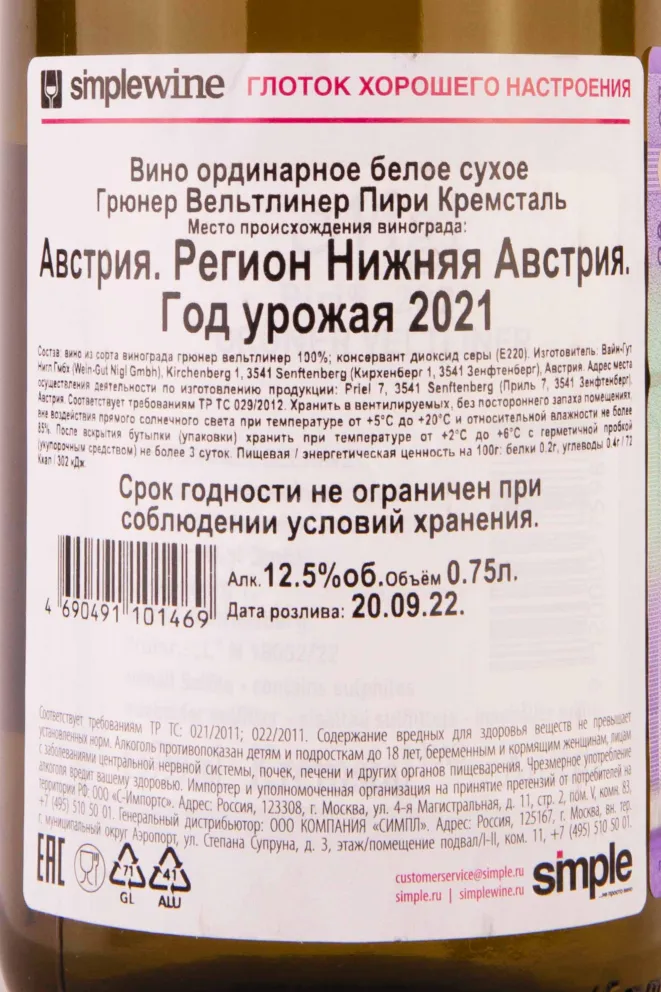 simplewine ГЛОТОК ХОРОШЕГО НАСТРОЕНИЯ
Вино ординарное белое сухое
Грюнер Вельтлинер Пири Кремсталь
Место происхождения винограда:
Австрия. Регион Нижняя Австрия.
Год урожая 2021
Состав: вино из сорта винограда грюнер вельтлинер 100%; консервант диоксид серы (Е220). Изготовитель: Вайн-Гут
Нигл Гмбх (Wein-Gut Nigl Gmbh), Kirchenberg 1, 3541 Senftenberg (Кирхенберг 1, 3541 Зенфтенберг), Австрия. Адрес места
осуществления деятельности по изготовлению продукции: Priel 7, 3541 Senftenberg (Приль 7, 3541 Зенфтенберг),
Австрия. Соответствует требованиям ТР ТС 029/2012. Хранить в вентилируемых, без постороннего запаха помещениях,
вне воздействия прямого солнечного света при температуре от +5°С до +20°С и относительной влажности не более
85%. После вскрытия бутылки (упаковки) хранить при температуре от +2°С до +6°С с герметичной пробкой
(укупорочным средством) не более 3 суток. Пищевая / энергетическая ценность на 100г: белки 0.2г, углеводы 0.4г / 72
Ккал / 302 кДж.
Срок годности не ограничен при
соблюдении условий хранения.
Алк. 12.5%об. Объём 0.75л.
Дата розлива: 20.09.22.
4 690491 101469
Соответствует требованиям ТР ТС: 021/2011; 022/2011. Содержание вредных для здоровья веществ не превышает
установленных норм. Алкоголь противопоказан детям и подросткам до 18 лет, беременным и кормящим женщинам, лицам
с заболеваниями центральной нервной системы, почек, печени и других органов пищеварения. Чрезмерное употребление
алкоголя вредит вашему здоровью. Импортер и уполномоченная организация на принятие претензий от потребителей на
территории РФ: ООО «С-Импортс». Адрес: Россия, 123308, г. Москва, ул. 4-я Магистральная, д. 11, стр. 2, пом. V, комн. 83,
+7 (495) 510 50 01. Генеральный дистрибьютор: ООО КОМПАНИЯ «СИМПЛ». Адрес: Россия, 125167, г. Москва, вн. тер.
г. муниципальный округ Аэропорт, ул. Степана Супруна, д. 3, этаж/помещение подвал/I-II, ком. 11, +7 (495) 510 50 01.
EAC
71
GL
41
ALU
customerservice@simple.ru
simple.ru | simplewine.ru
simple
...не просто вино